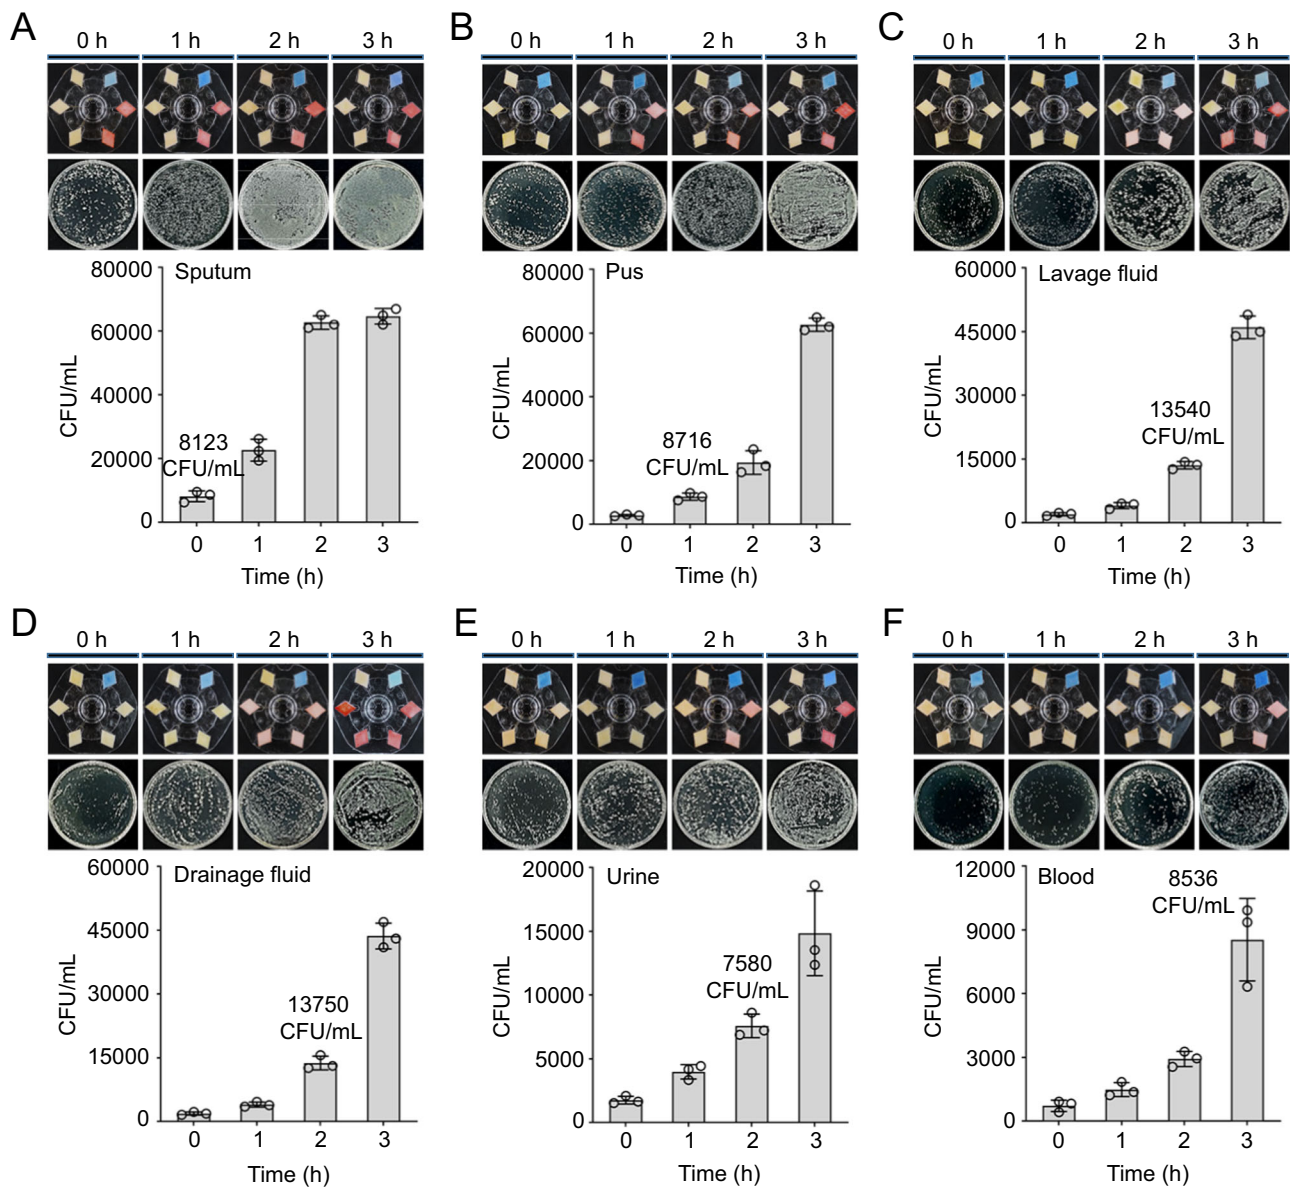 A
0 h 1 h 2 h 3 h
80000
60000
40000
20000
0
CFU/mL
Sputum
8123
CFU/mL
0 1 2 3
Time (h)
B
0 h 1 h 2 h 3 h
80000
60000
40000
20000
0
CFU/mL
Pus
8716
CFU/mL
0 1 2 3
Time (h)
C
0 h 1 h 2 h 3 h
60000
45000
30000
15000
0
CFU/mL
Lavage fluid
13540
CFU/mL
0 1 2 3
Time (h)
D
0 h 1 h 2 h 3 h
60000
45000
30000
15000
0
CFU/mL
Drainage fluid
13750
CFU/mL
0 1 2 3
Time (h)
E
0 h 1 h 2 h 3 h
20000
15000
10000
5000
0
CFU/mL
Urine
7580
CFU/mL
0 1 2 3
Time (h)
F
0 h 1 h 2 h 3 h
12000
9000
6000
3000
0
CFU/mL
Blood
8536
CFU/mL
0 1 2 3
Time (h)